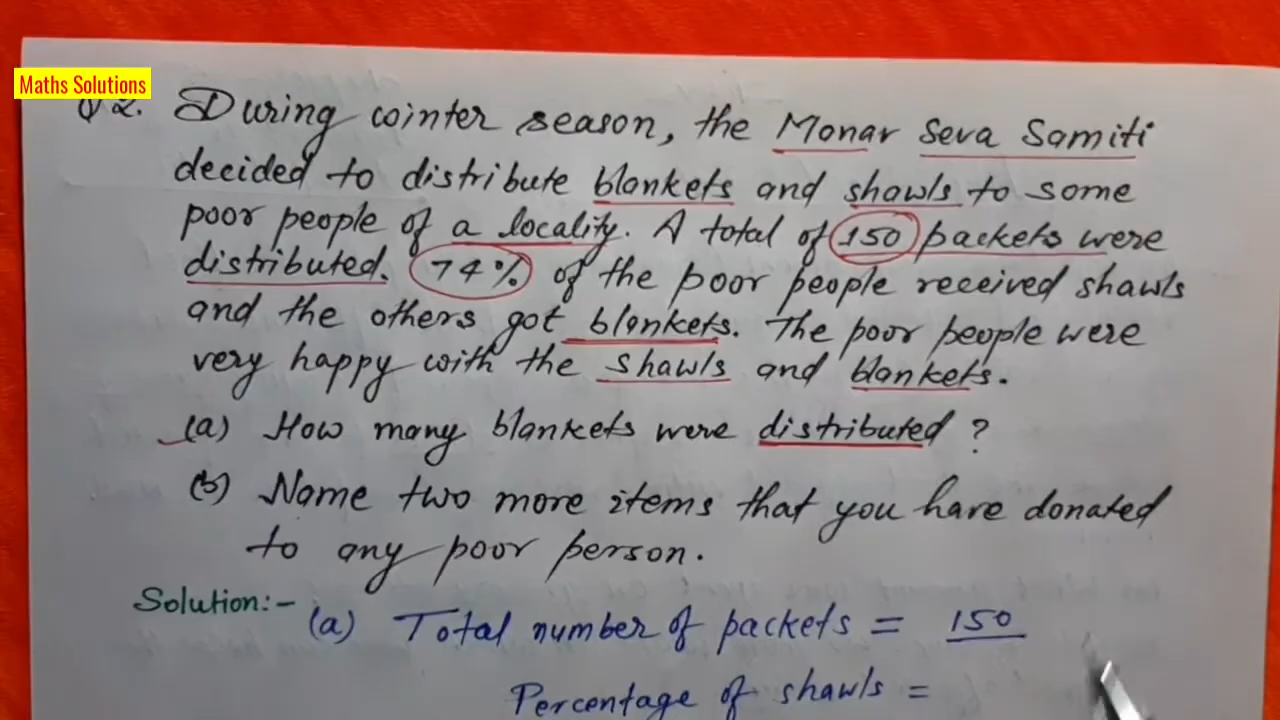 Maths Solutions
Q 2. During winter season, the Manav Seva Samiti
decided to distribute blankets and shawls to some
poor people of a locality. A total of 150 packets were
distributed. 74% of the poor people received shawls
and the others got blankets. The poor people were
very happy with the shawls and blankets.
(a) How many blankets were distributed ?
(b) Name two more items that you have donated
to any poor person.
Solution:-
(a) Total number of packets = 150
Percentage of shawls =